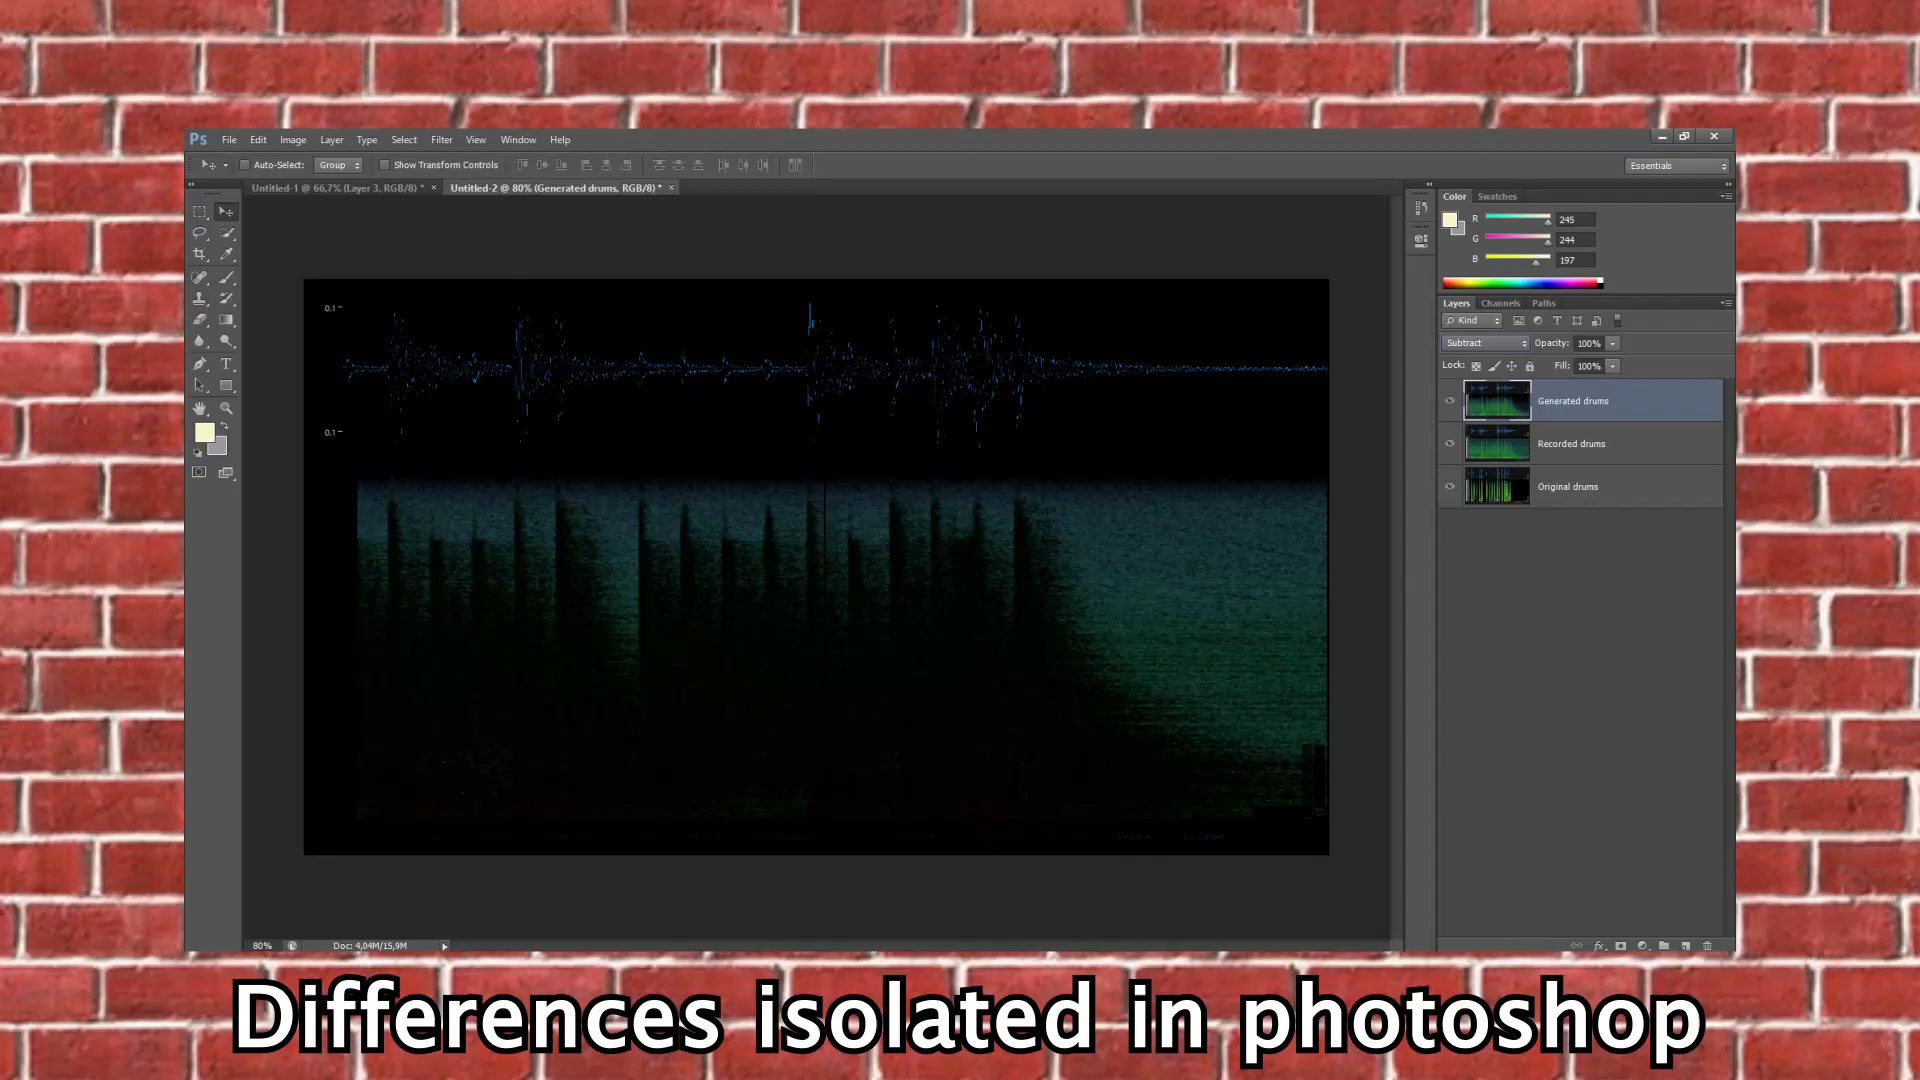 Ps File Edit Image Layer Type Select Filter View Window Help
Auto-Select: Group Show Transform Controls Essentials
Untitled-1 @ 66,7% (Layer 3, RGB/8) * × Untitled-2 @ 80% (Generated drums, RGB/8) * ×
Color Swatches
R 245
G 244
B 197
Layers Channels Paths
Kind
Subtract Opacity: 100%
Lock: Fill: 100%
Generated drums
Recorded drums
Original drums
0.1
0.1
80% Doc: 4,04M/15,9M
Differences isolated in photoshop